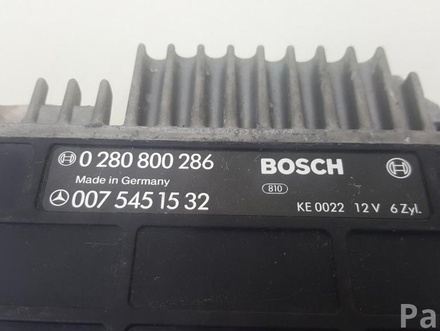 0 280 800 286 BOSCH
Made in Germany 810
007 545 15 32 KE 0022 12 V 6 Zyl.
Pa